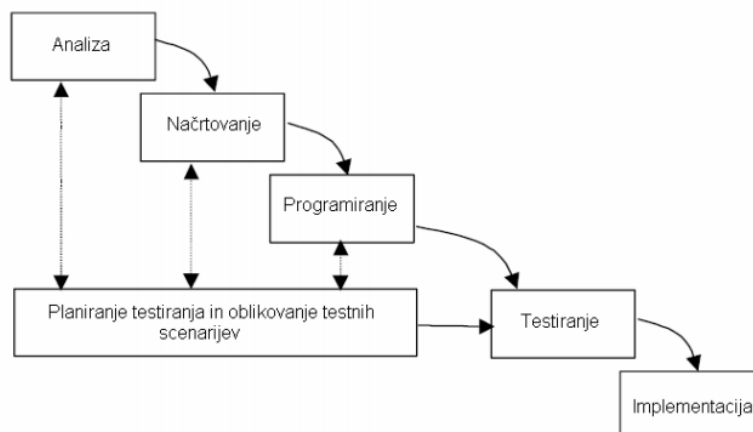 Analiza
Načrtovanje
Programiranje
Planiranje testiranja in oblikovanje testnih
scenarijev
Testiranje
Implementacija